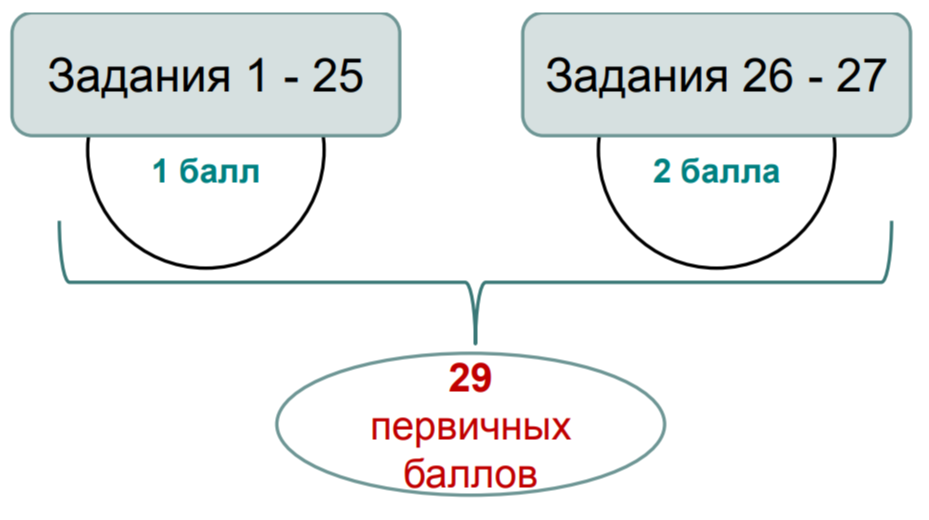 Задания 1 - 25
Задания 26 - 27
1 балл
2 балла
29
первичных
баллов